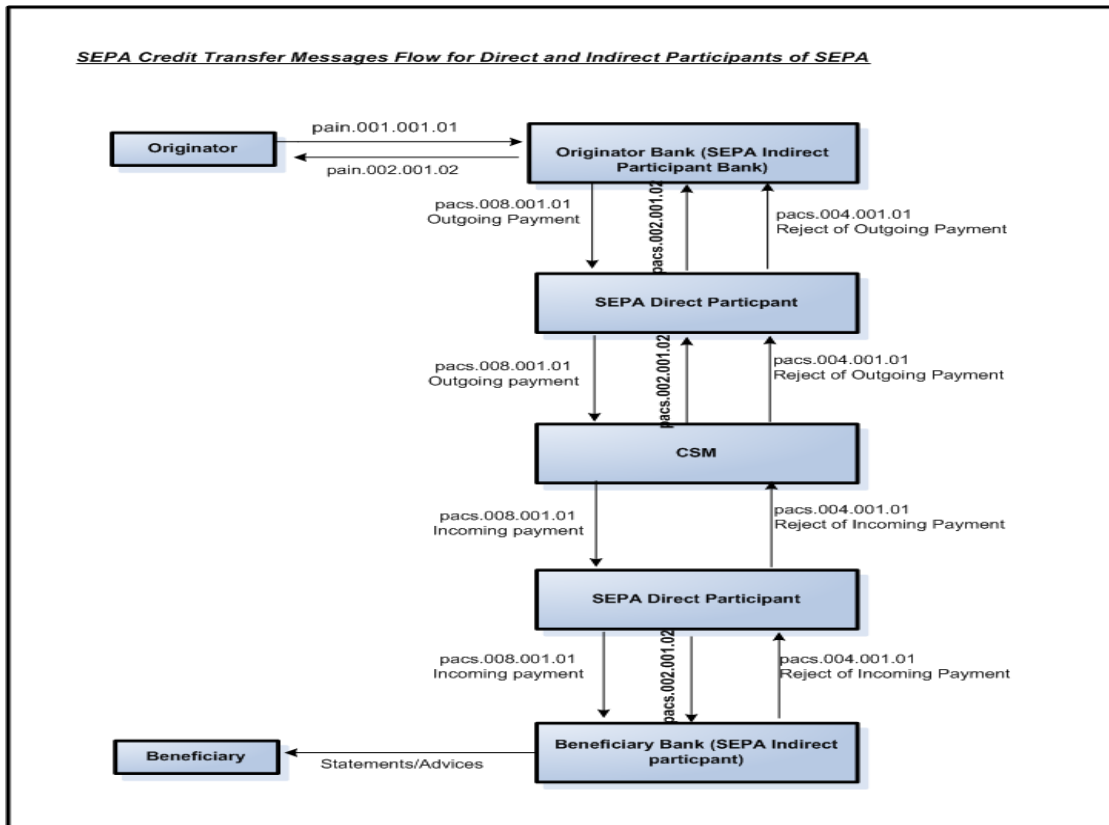 SEPA Credit Transfer Messages Flow for Direct and Indirect Participants of SEPA
pain.001.001.01
Originator
Originator Bank (SEPA Indirect
Participant Bank)
pain.002.001.02
pacs.008.001.01
Outgoing Payment
pacs.002.001.02
pacs.004.001.01
Reject of Outgoing Payment
SEPA Direct Particpant
pacs.008.001.01
Outgoing payment
pacs.002.001.02
pacs.004.001.01
Reject of Outgoing Payment
CSM
pacs.008.001.01
Incoming payment
pacs.004.001.01
Reject of Incoming Payment
SEPA Direct Participant
pacs.008.001.01
Incoming payment
pacs.002.001.02
pacs.004.001.01
Reject of Incoming Payment
Beneficiary Bank (SEPA Indirect
particpant)
Beneficiary
Statements/Advices